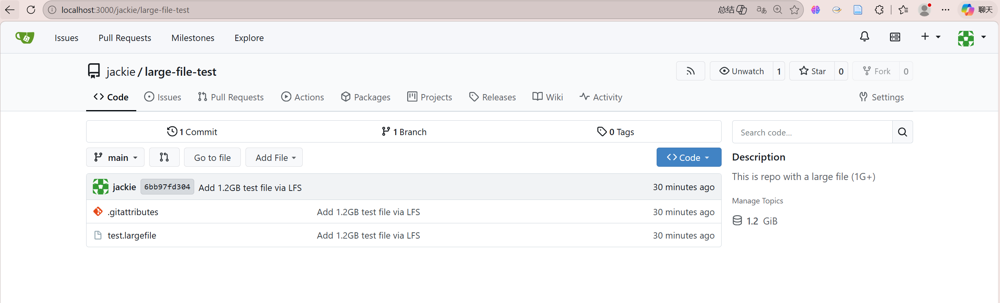 localhost:3000/jackie/large-file-test 总结 aあ 聊天
Issues Pull Requests Milestones Explore
jackie / large-file-test Unwatch 1 Star 0 Fork 0
Code Issues Pull Requests Actions Packages Projects Releases Wiki Activity Settings
1 Commit 1 Branch 0 Tags Search code...
main Go to file Add File Code
Description
This is repo with a large file (1G+)
jackie 6bb97fd304 Add 1.2GB test file via LFS 30 minutes ago
Manage Topics
.gitattributes Add 1.2GB test file via LFS 30 minutes ago
1.2 GiB
test.largefile Add 1.2GB test file via LFS 30 minutes ago